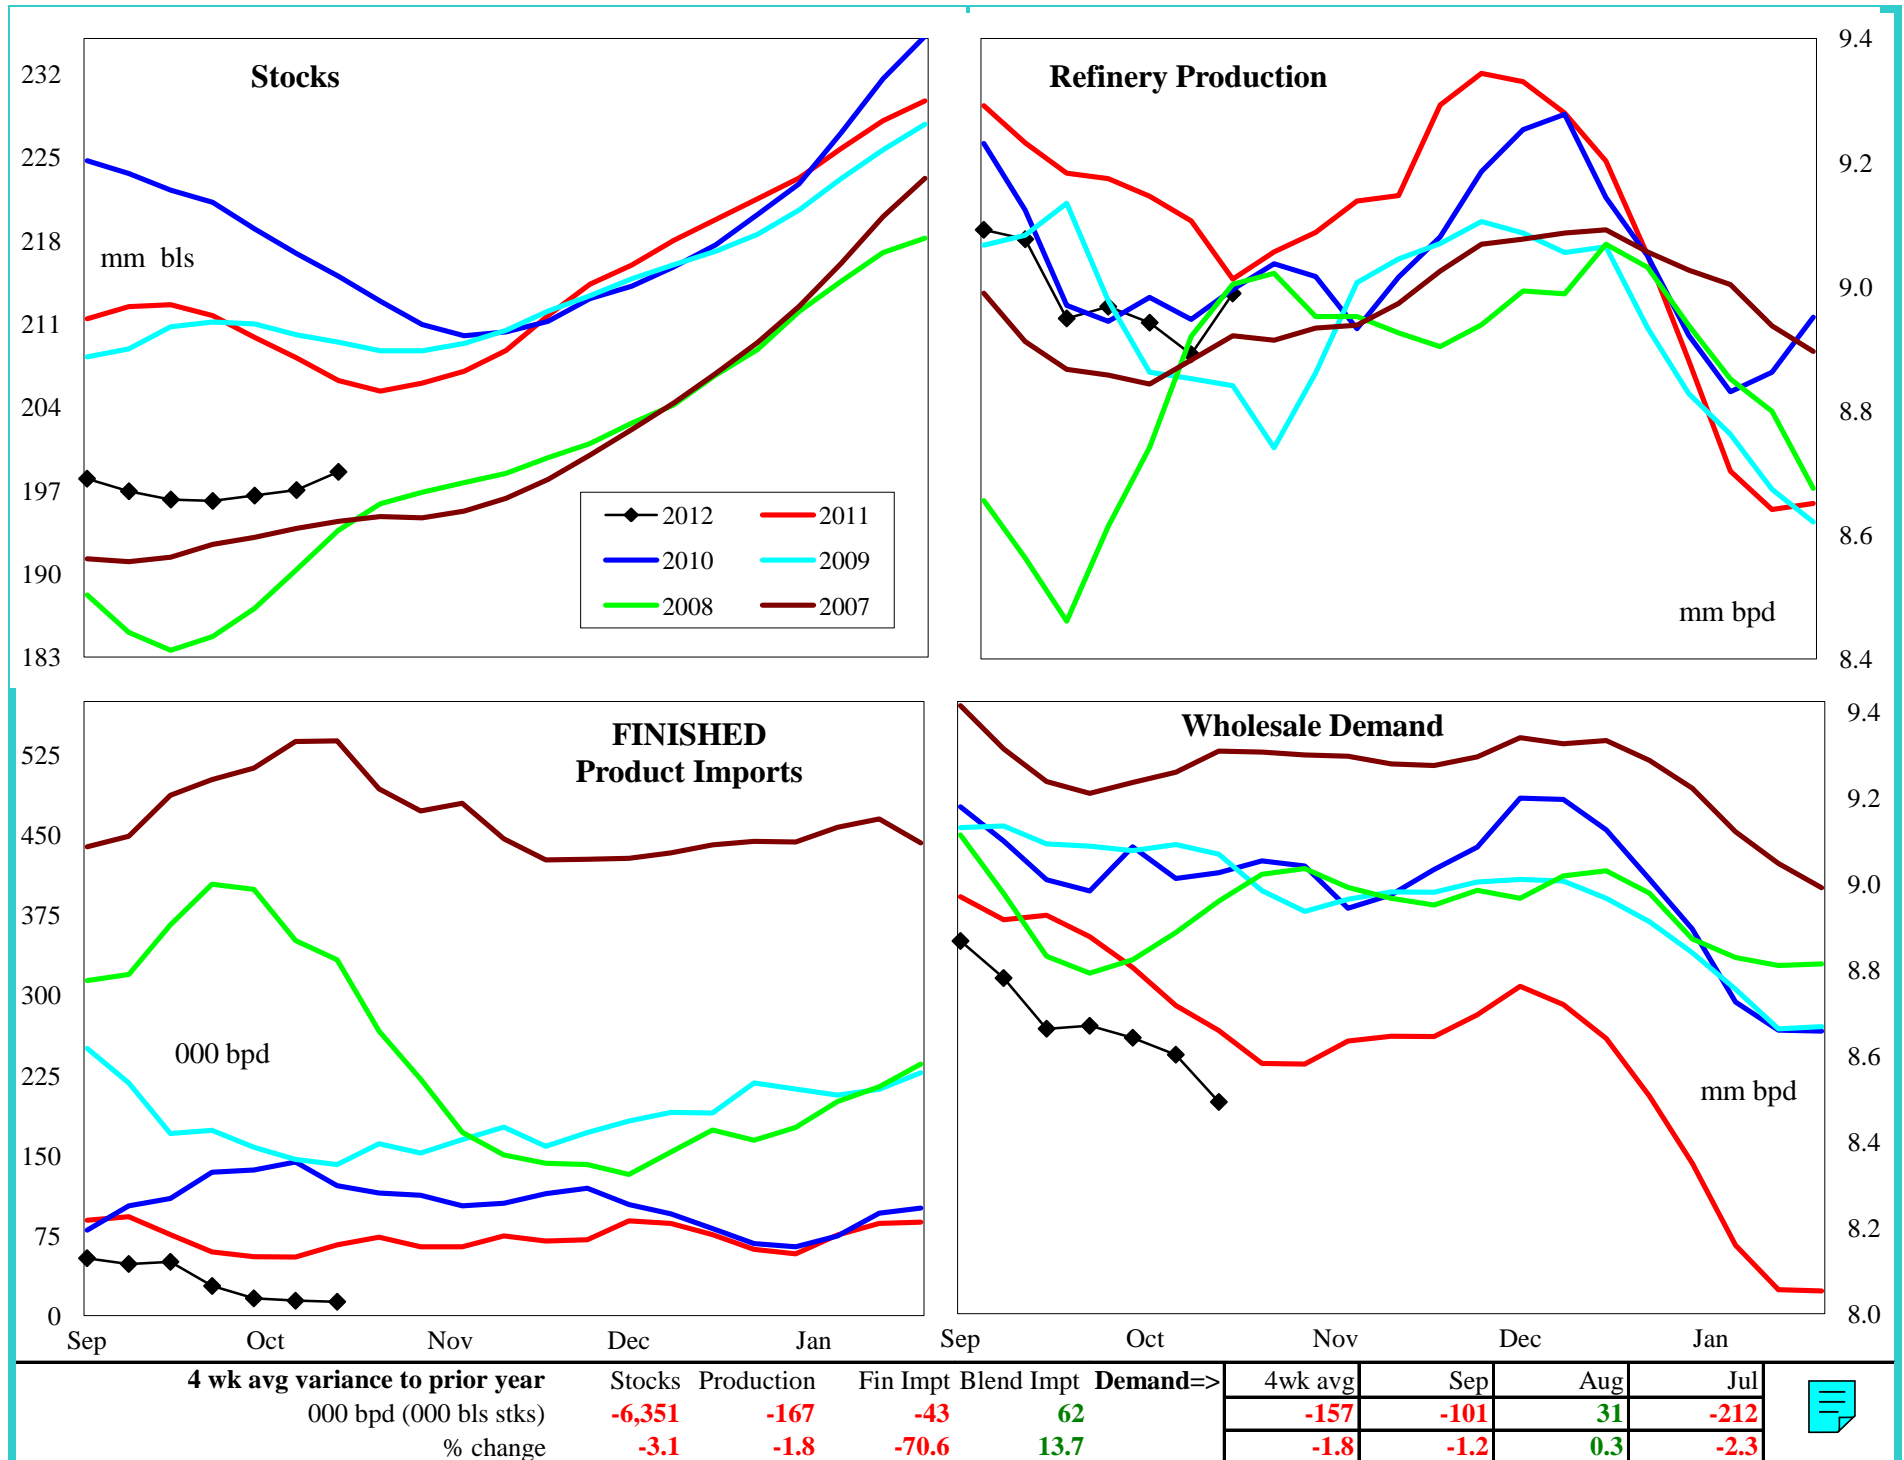 Stocks
232
225
218
211
204
197
190
183
mm bls
2012
2011
2010
2009
2008
2007
Refinery Production
9.4
9.2
9.0
8.8
8.6
8.4
mm bpd
FINISHED
Product Imports
525
450
375
300
225
150
75
0
000 bpd
Sep Oct Nov Dec Jan
Wholesale Demand
9.4
9.2
9.0
8.8
8.6
8.4
8.2
8.0
mm bpd
Sep Oct Nov Dec Jan
4 wk avg variance to prior year Stocks Production Fin Impt Blend Impt Demand=> 4wk avg Sep Aug Jul
000 bpd (000 bls stks) -6,351 -167 -43 62 -157 -101 31 -212
% change -3.1 -1.8 -70.6 13.7 -1.8 -1.2 0.3 -2.3